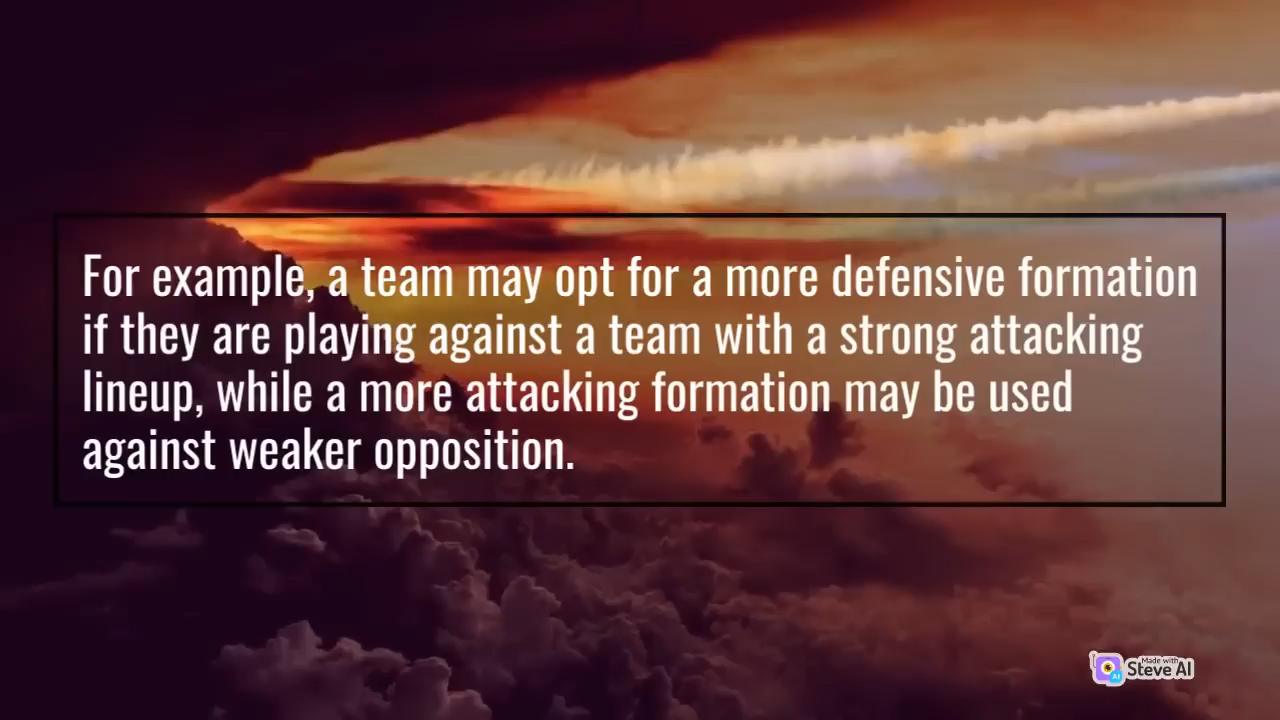 For example, a team may opt for a more defensive formation
if they are playing against a team with a strong attacking
lineup, while a more attacking formation may be used
against weaker opposition.
Made with
Steve AI
AI